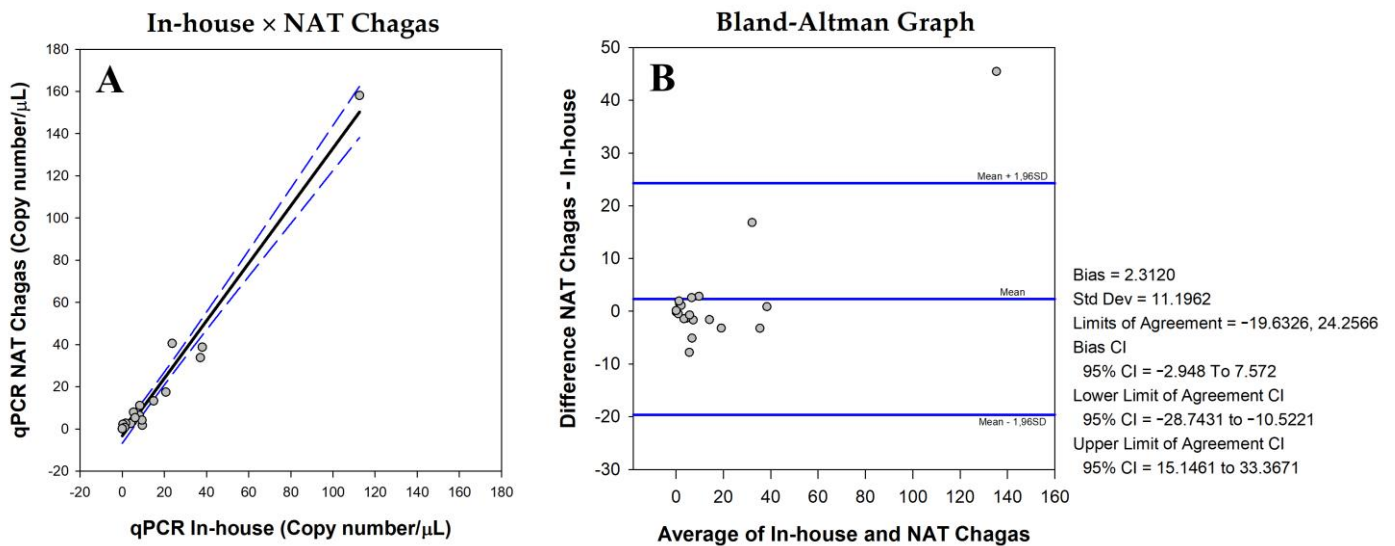 In-house × NAT Chagas
A
qPCR NAT Chagas (Copy number/µL)
180
160
140
120
100
80
60
40
20
0
-20
-20 0 20 40 60 80 100 120 140 160 180
qPCR In-house (Copy number/µL)
Bland-Altman Graph
B
Difference NAT Chagas - In-house
50
40
30
20
10
0
-10
-20
-30
Mean + 1,96SD
Mean
Mean - 1,96SD
0 20 40 60 80 100 120 140 160
Average of In-house and NAT Chagas
Bias = 2.3120
Std Dev = 11.1962
Limits of Agreement = −19.6326, 24.2566
Bias CI
95% CI = −2.948 To 7.572
Lower Limit of Agreement CI
95% CI = −28.7431 to −10.5221
Upper Limit of Agreement CI
95% CI = 15.1461 to 33.3671